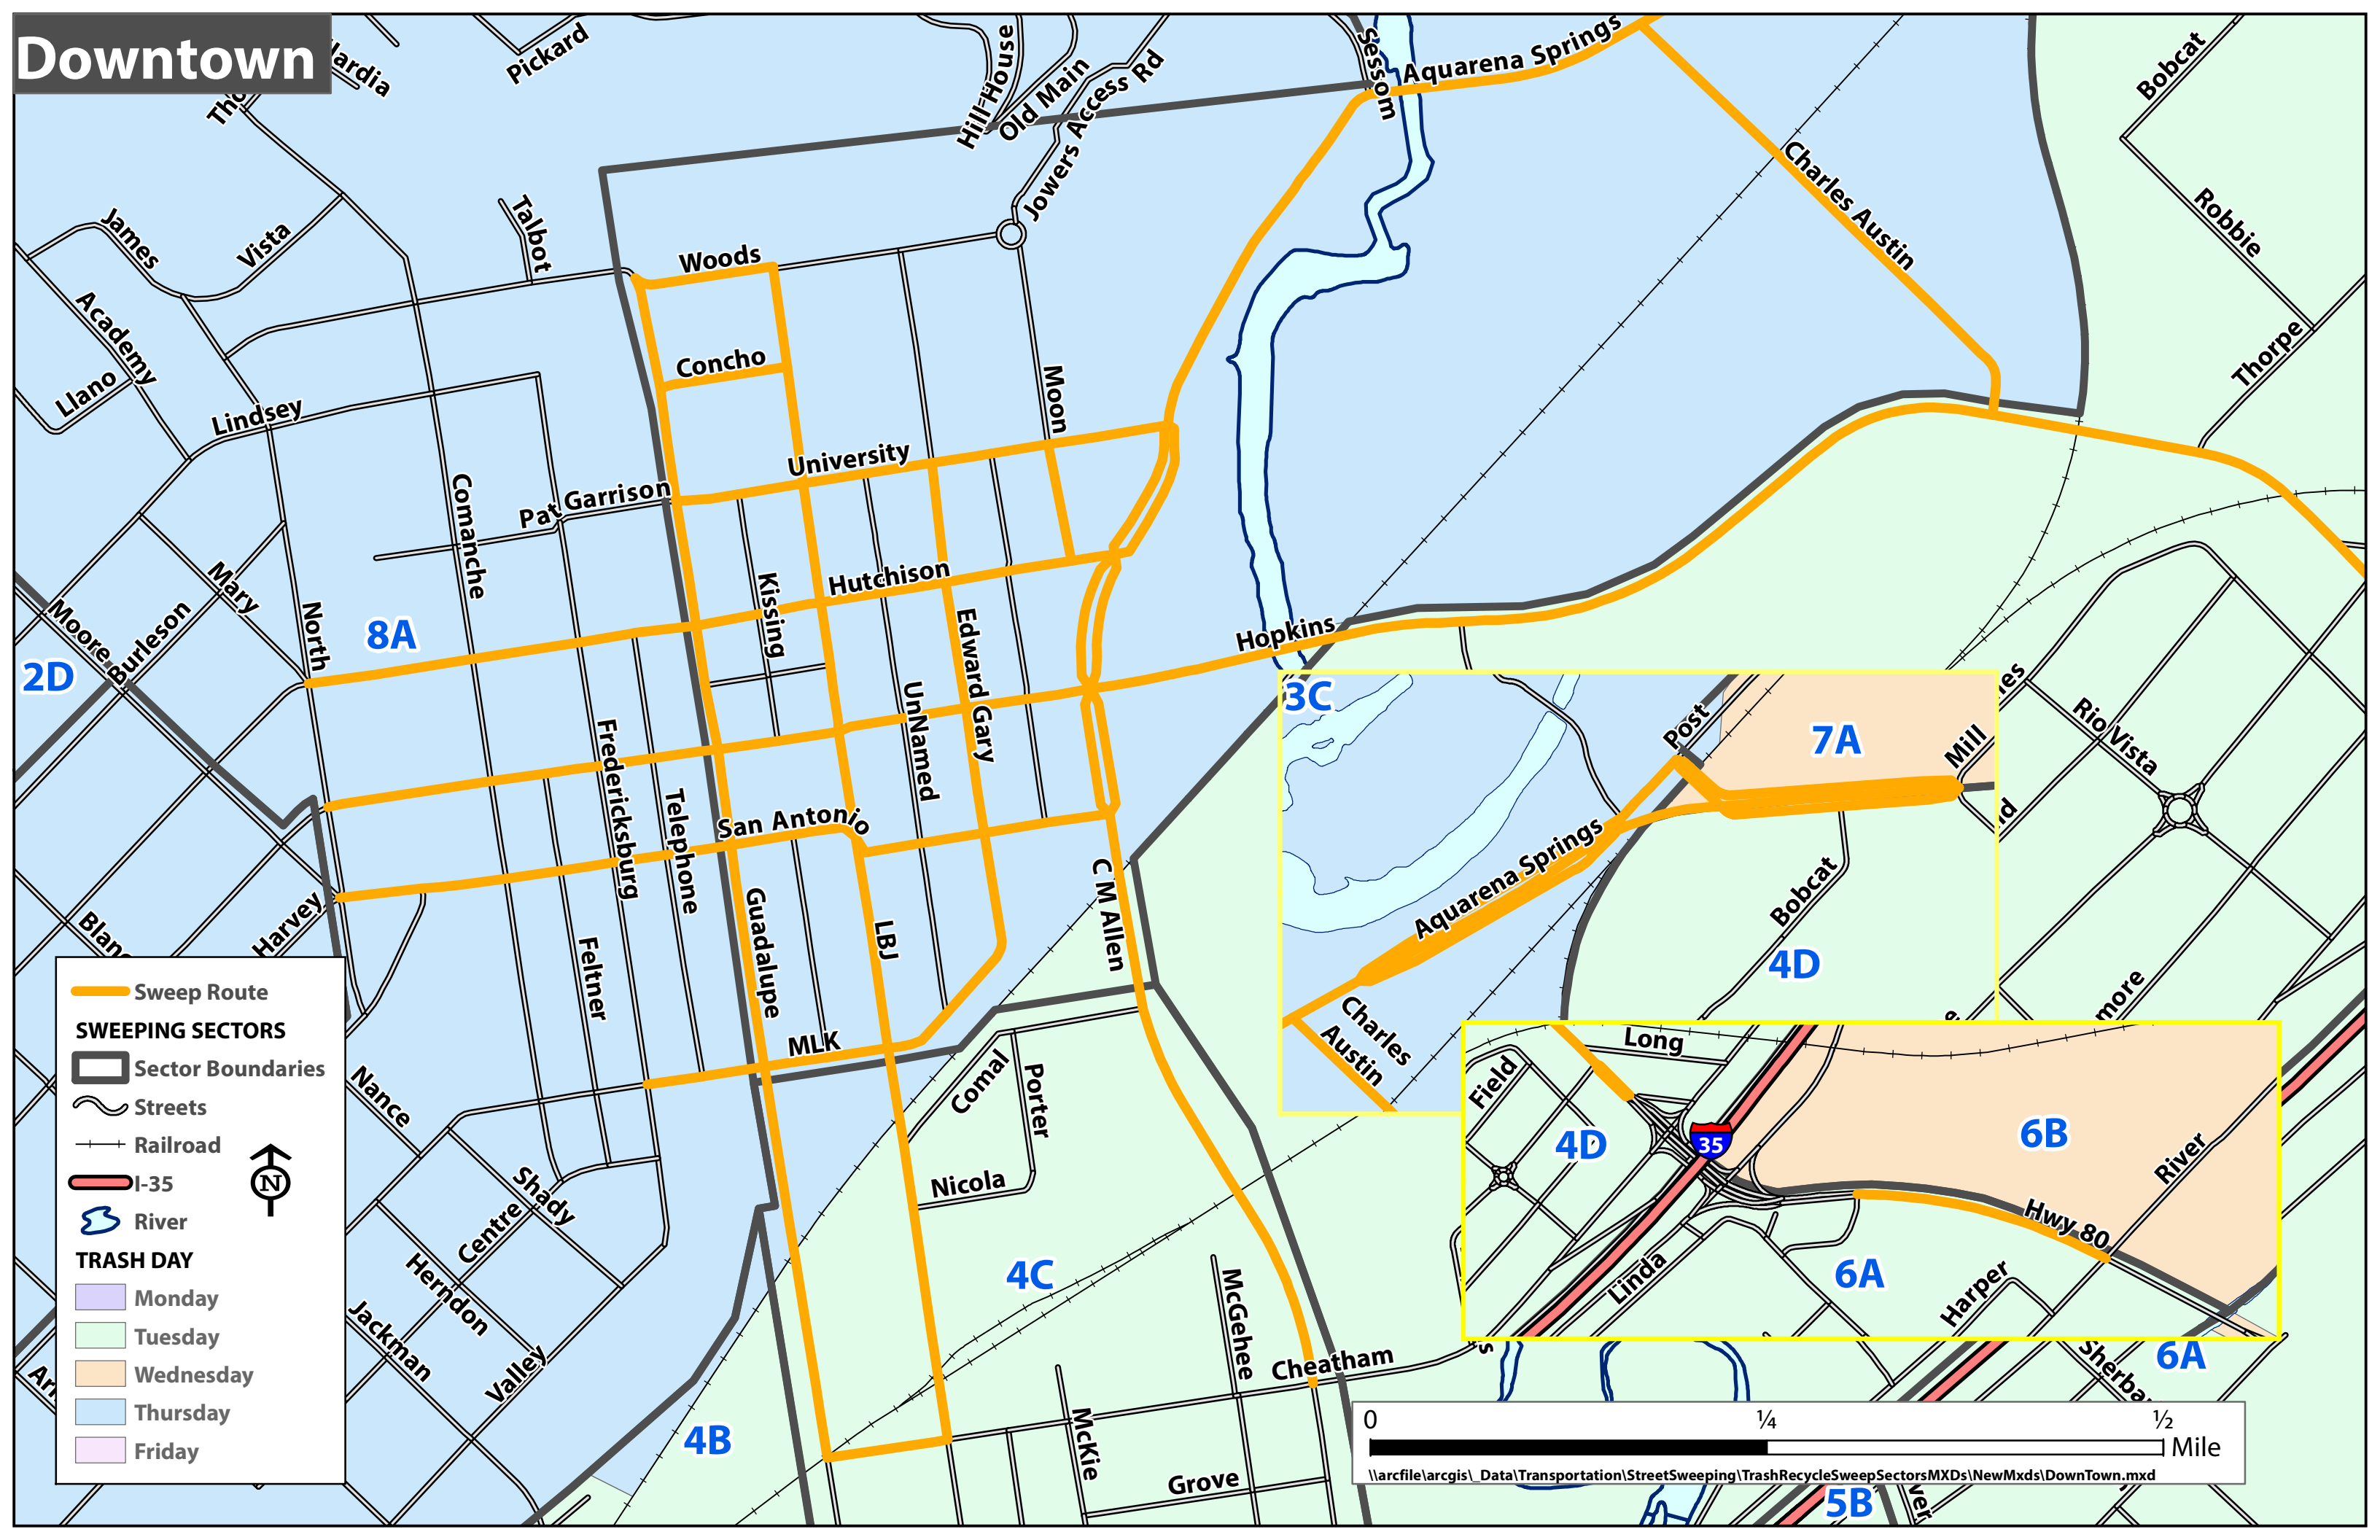 Downtown
Hardia
Pickard
Tho
Hill House
Old Main
Jowers Access Rd
Sessom
Aquarena Springs
Charles Austin
Bobcat
Robbie
Thorpe
James
Vista
Talbot
Academy
Llano
Lindsey
Woods
Concho
Moon
University
Pat Garrison
Comanche
Mary
Moore
Burleson
North
8A
2D
Kissing
Hutchison
Edward Gary
UnNamed
Hopkins
Fredericksburg
Telephone
San Antonio
Guadalupe
LBJ
C M Allen
Harvey
Feltner
MLK
Comal
Porter
Nicola
Nance
Shady
Centre
Herndon
Jackman
Valley
4C
4B
McGehee
McKie
Cheatham
Grove
3C
Post
7A
Mill
Aquarena Springs
Bobcat
4D
Charles
Austin
Rio Vista
more
Long
Field
4D
35
6B
River
Hwy 80
6A
Linda
Harper
6A
5B
Sweep Route
SWEEPING SECTORS
Sector Boundaries
Streets
Railroad
I-35
River
N
TRASH DAY
Monday
Tuesday
Wednesday
Thursday
Friday
0 ¼ ½
Mile
\\arcfile\arcgis\_Data\Transportation\StreetSweeping\TrashRecycleSweepSectorsMXDs\NewMxds\DownTown.mxd